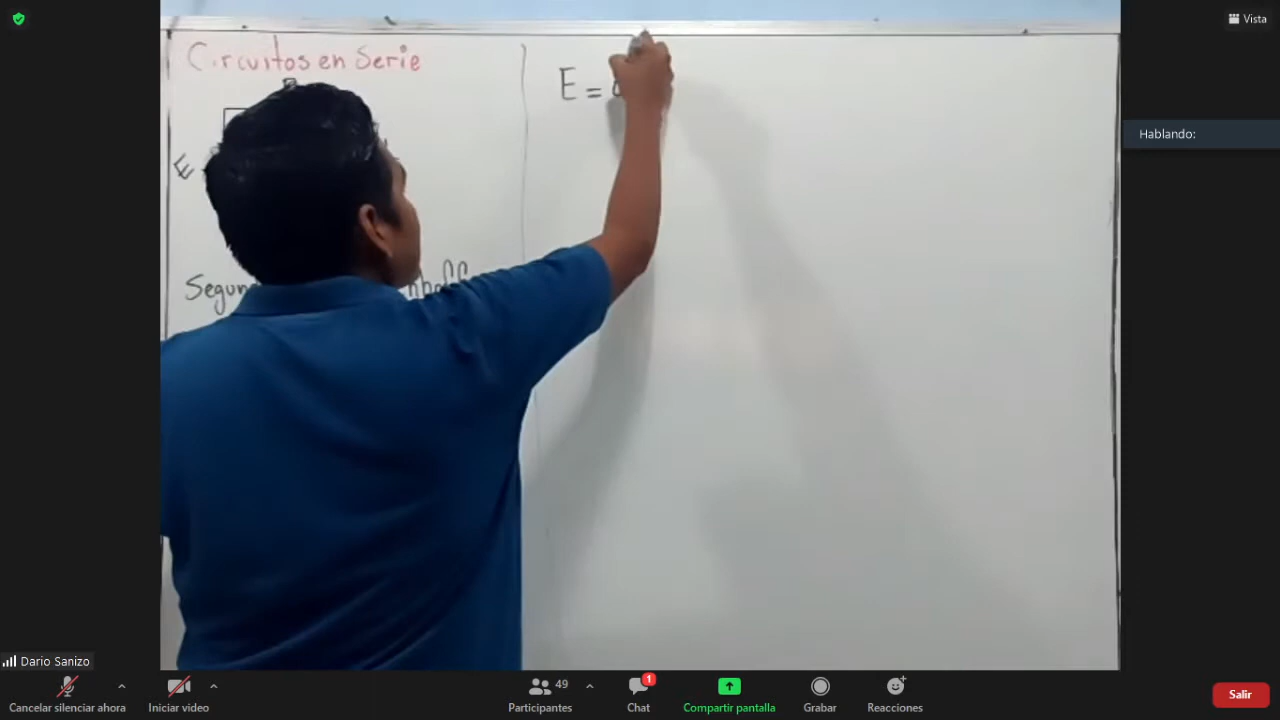 Vista
Circuitos en Serie
E =
E
Hablando:
Dario Sanizo
Cancelar silenciar ahora
Iniciar video
49
Participantes
1
Chat
Compartir pantalla
Grabar
Reacciones
Salir